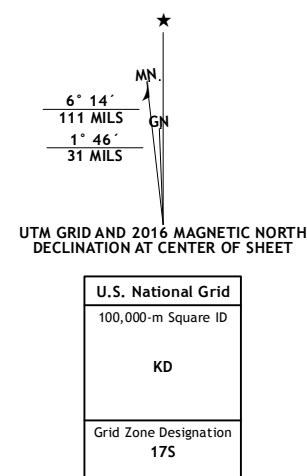 MN
6° 14´
111 MILS
GN
1° 46´
31 MILS
UTM GRID AND 2016 MAGNETIC NORTH
DECLINATION AT CENTER OF SHEET
U.S. National Grid
100,000-m Square ID
KD
Grid Zone Designation
17S